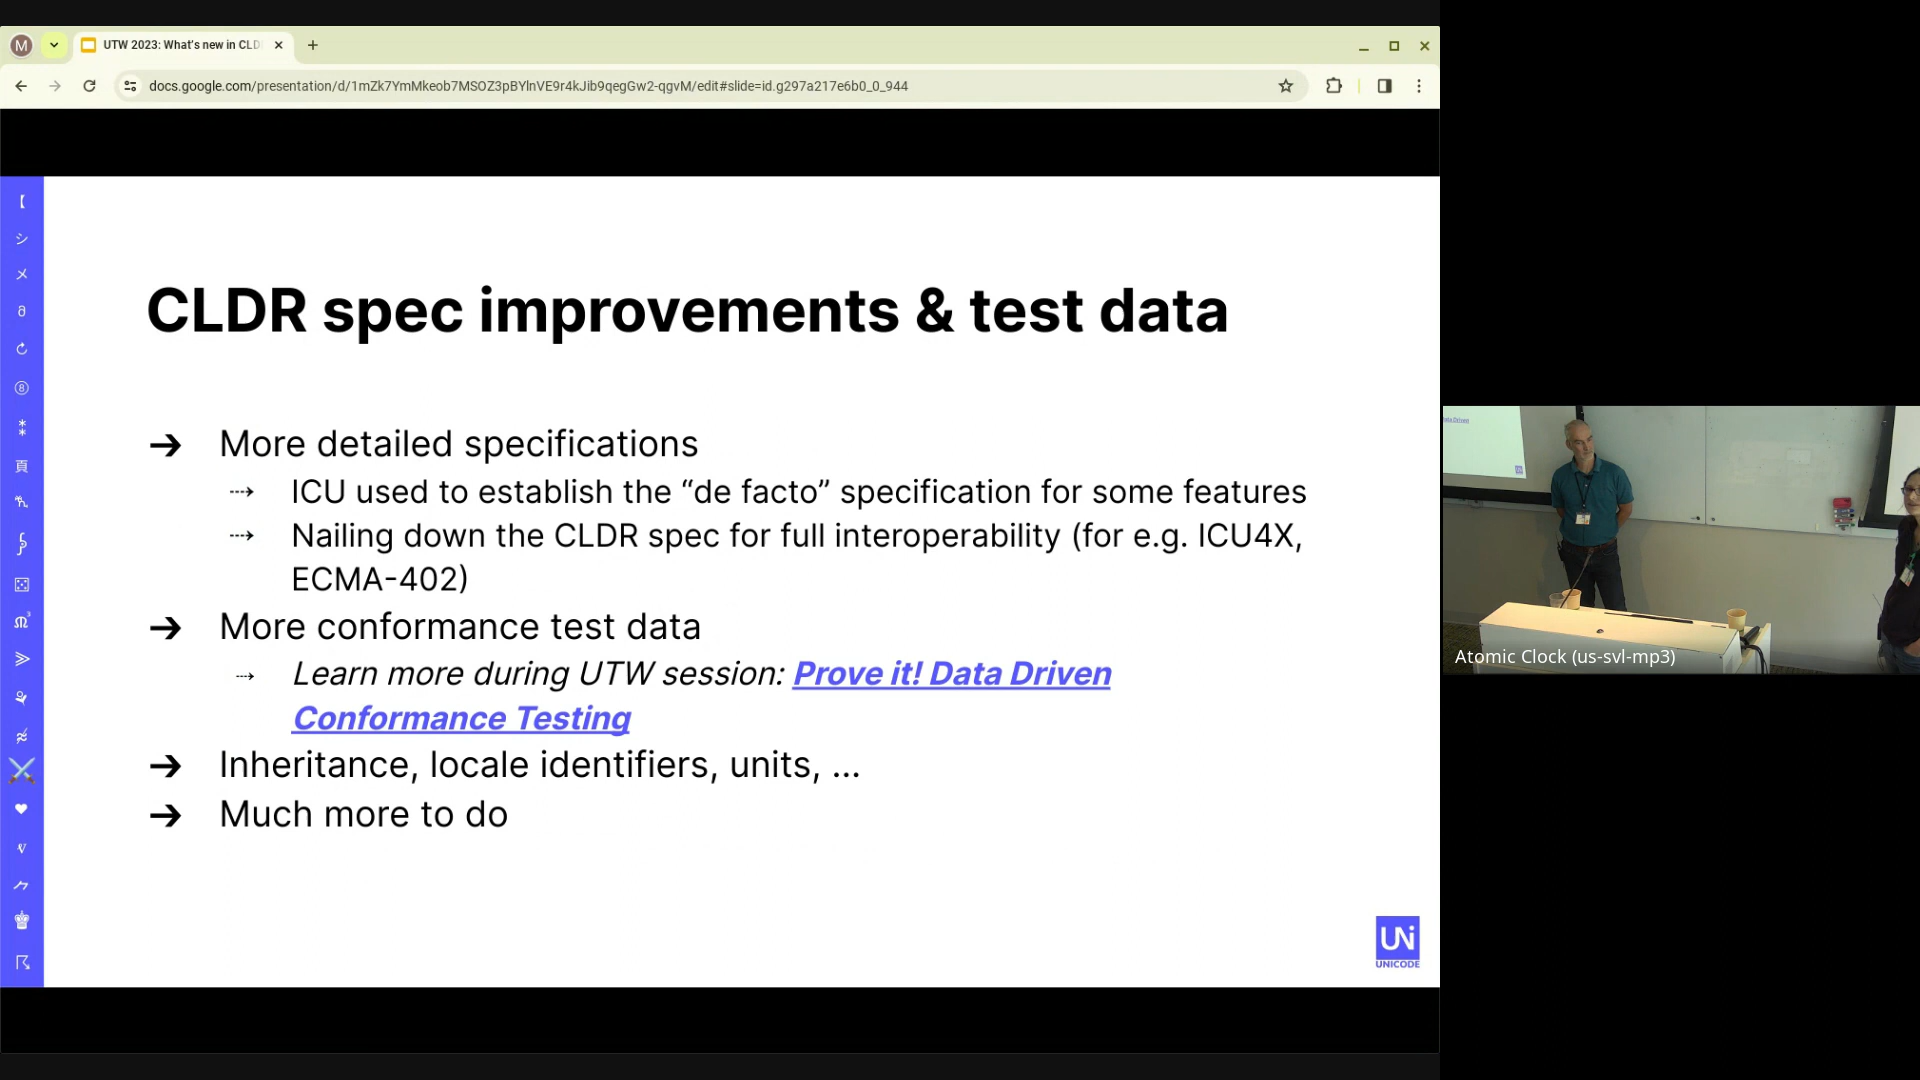 M
UTW 2023: What's new in CLD
docs.google.com/presentation/d/1mZk7YmMkeob7MSOZ3pBYlnVE9r4kJib9qegGw2-qgvM/edit#slide=id.g297a217e6b0_0_944
CLDR spec improvements & test data
➔ More detailed specifications
⤑ ICU used to establish the “de facto” specification for some features
⤑ Nailing down the CLDR spec for full interoperability (for e.g. ICU4X,
ECMA-402)
➔ More conformance test data
⤑ Learn more during UTW session: Prove it! Data Driven
Conformance Testing
➔ Inheritance, locale identifiers, units, ...
➔ Much more to do
UNi
UNICODE
Atomic Clock (us-svl-mp3)